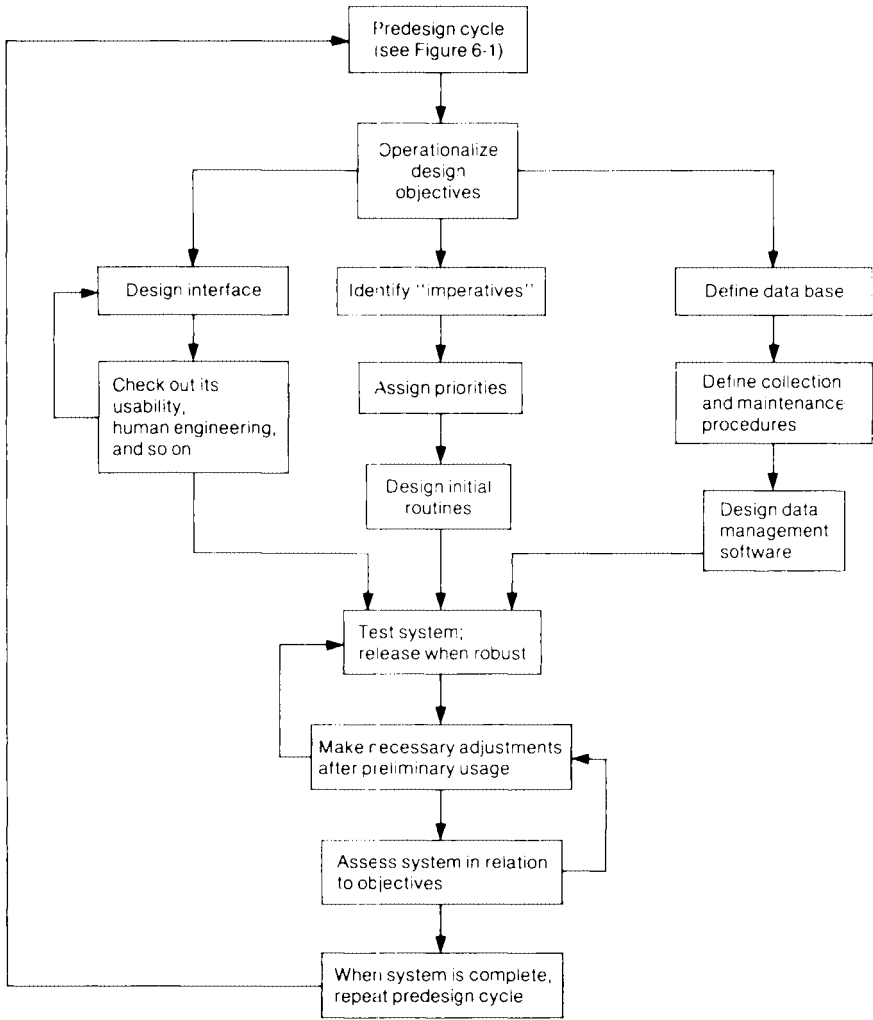 Predesign cycle
(see Figure 6-1)
Operationalize
design
objectives
Design interface
Identify "imperatives"
Define data base
Check out its
usability,
human engineering,
and so on
Assign priorities
Define collection
and maintenance
procedures
Design initial
routines
Design data
management
software
Test system;
release when robust
Make necessary adjustments
after preliminary usage
Assess system in relation
to objectives
When system is complete,
repeat predesign cycle